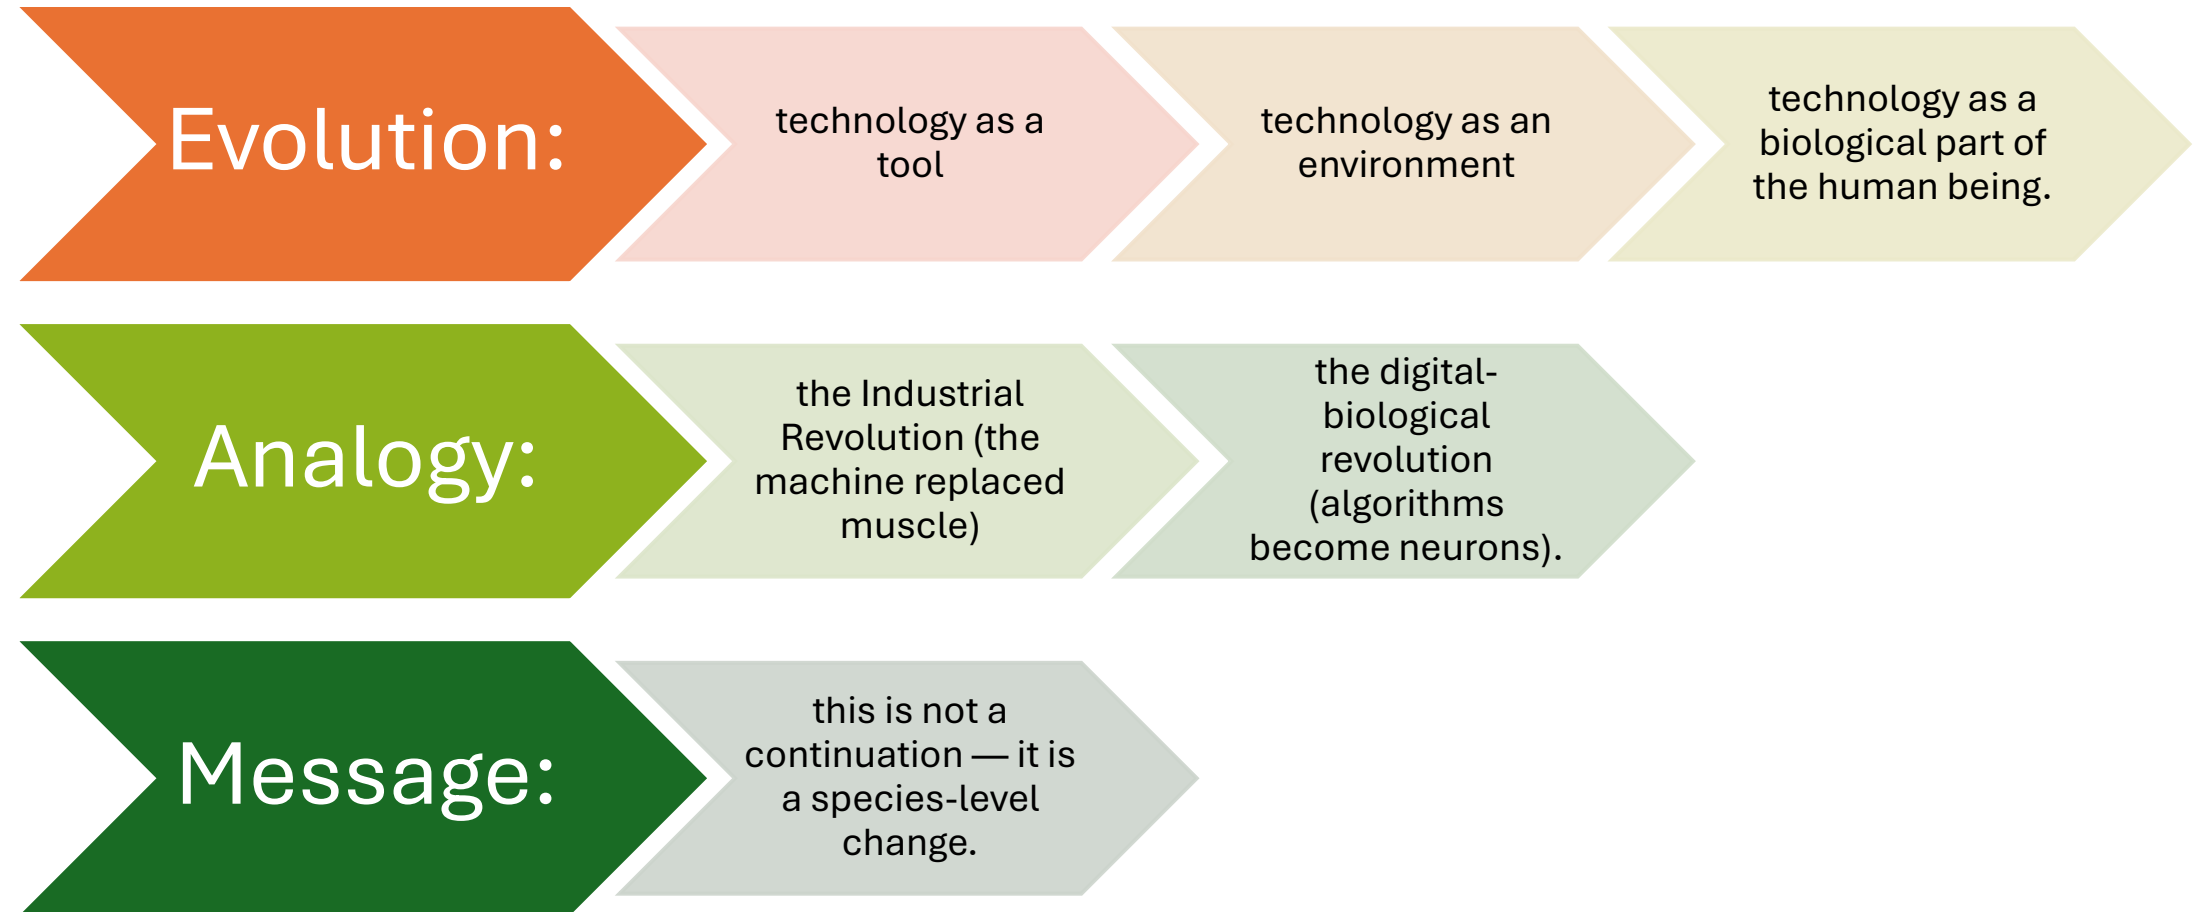 Evolution:
technology as a
tool
technology as an
environment
technology as a
biological part of
the human being.
Analogy:
the Industrial
Revolution (the
machine replaced
muscle)
the digital-
biological
revolution
(algorithms
become neurons).
Message:
this is not a
continuation — it is
a species-level
change.